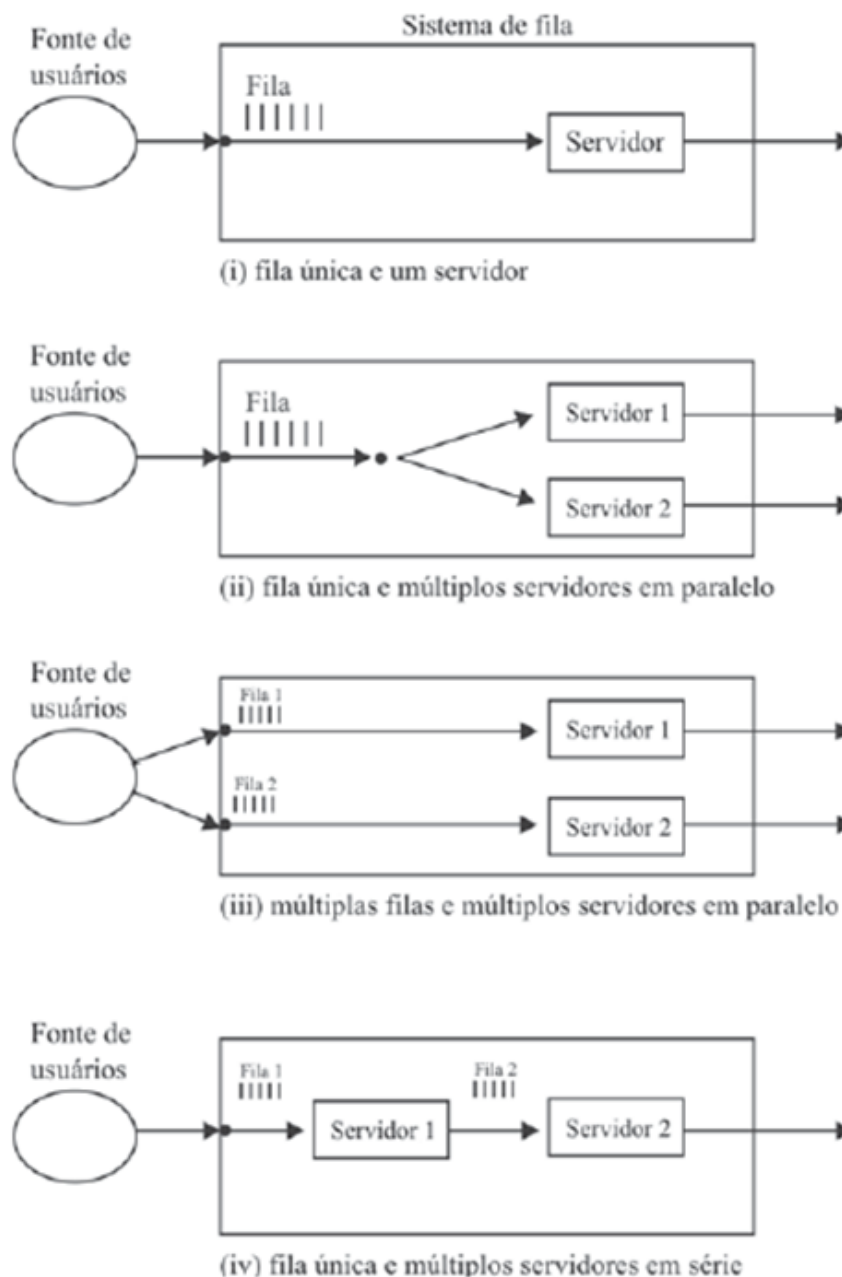 Sistema de fila
Fonte de
usuários
Fila
Servidor
(i) fila única e um servidor
Fonte de
usuários
Fila
Servidor 1
Servidor 2
(ii) fila única e múltiplos servidores em paralelo
Fonte de
usuários
Fila 1
Servidor 1
Fila 2
Servidor 2
(iii) múltiplas filas e múltiplos servidores em paralelo
Fonte de
usuários
Fila 1
Fila 2
Servidor 1
Servidor 2
(iv) fila única e múltiplos servidores em série